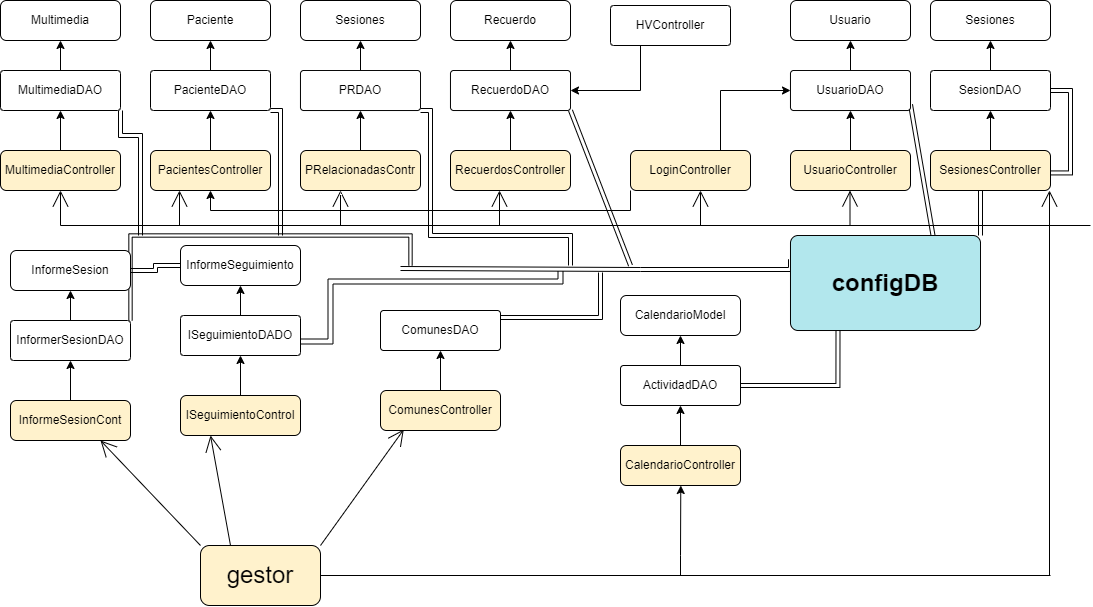 Multimedia
Paciente
Sesiones
Recuerdo
HVController
Usuario
Sesiones
MultimediaDAO
PacienteDAO
PRDAO
RecuerdoDAO
UsuarioDAO
SesionDAO
MultimediaController
PacientesController
PRelacionadasContr
RecuerdosController
LoginController
UsuarioController
SesionesController
InformeSesion
InformeSeguimiento
configDB
InformerSesionDAO
ISeguimientoDADO
ComunesDAO
CalendarioModel
ActividadDAO
InformeSesionCont
ISeguimientoControl
ComunesController
CalendarioController
gestor